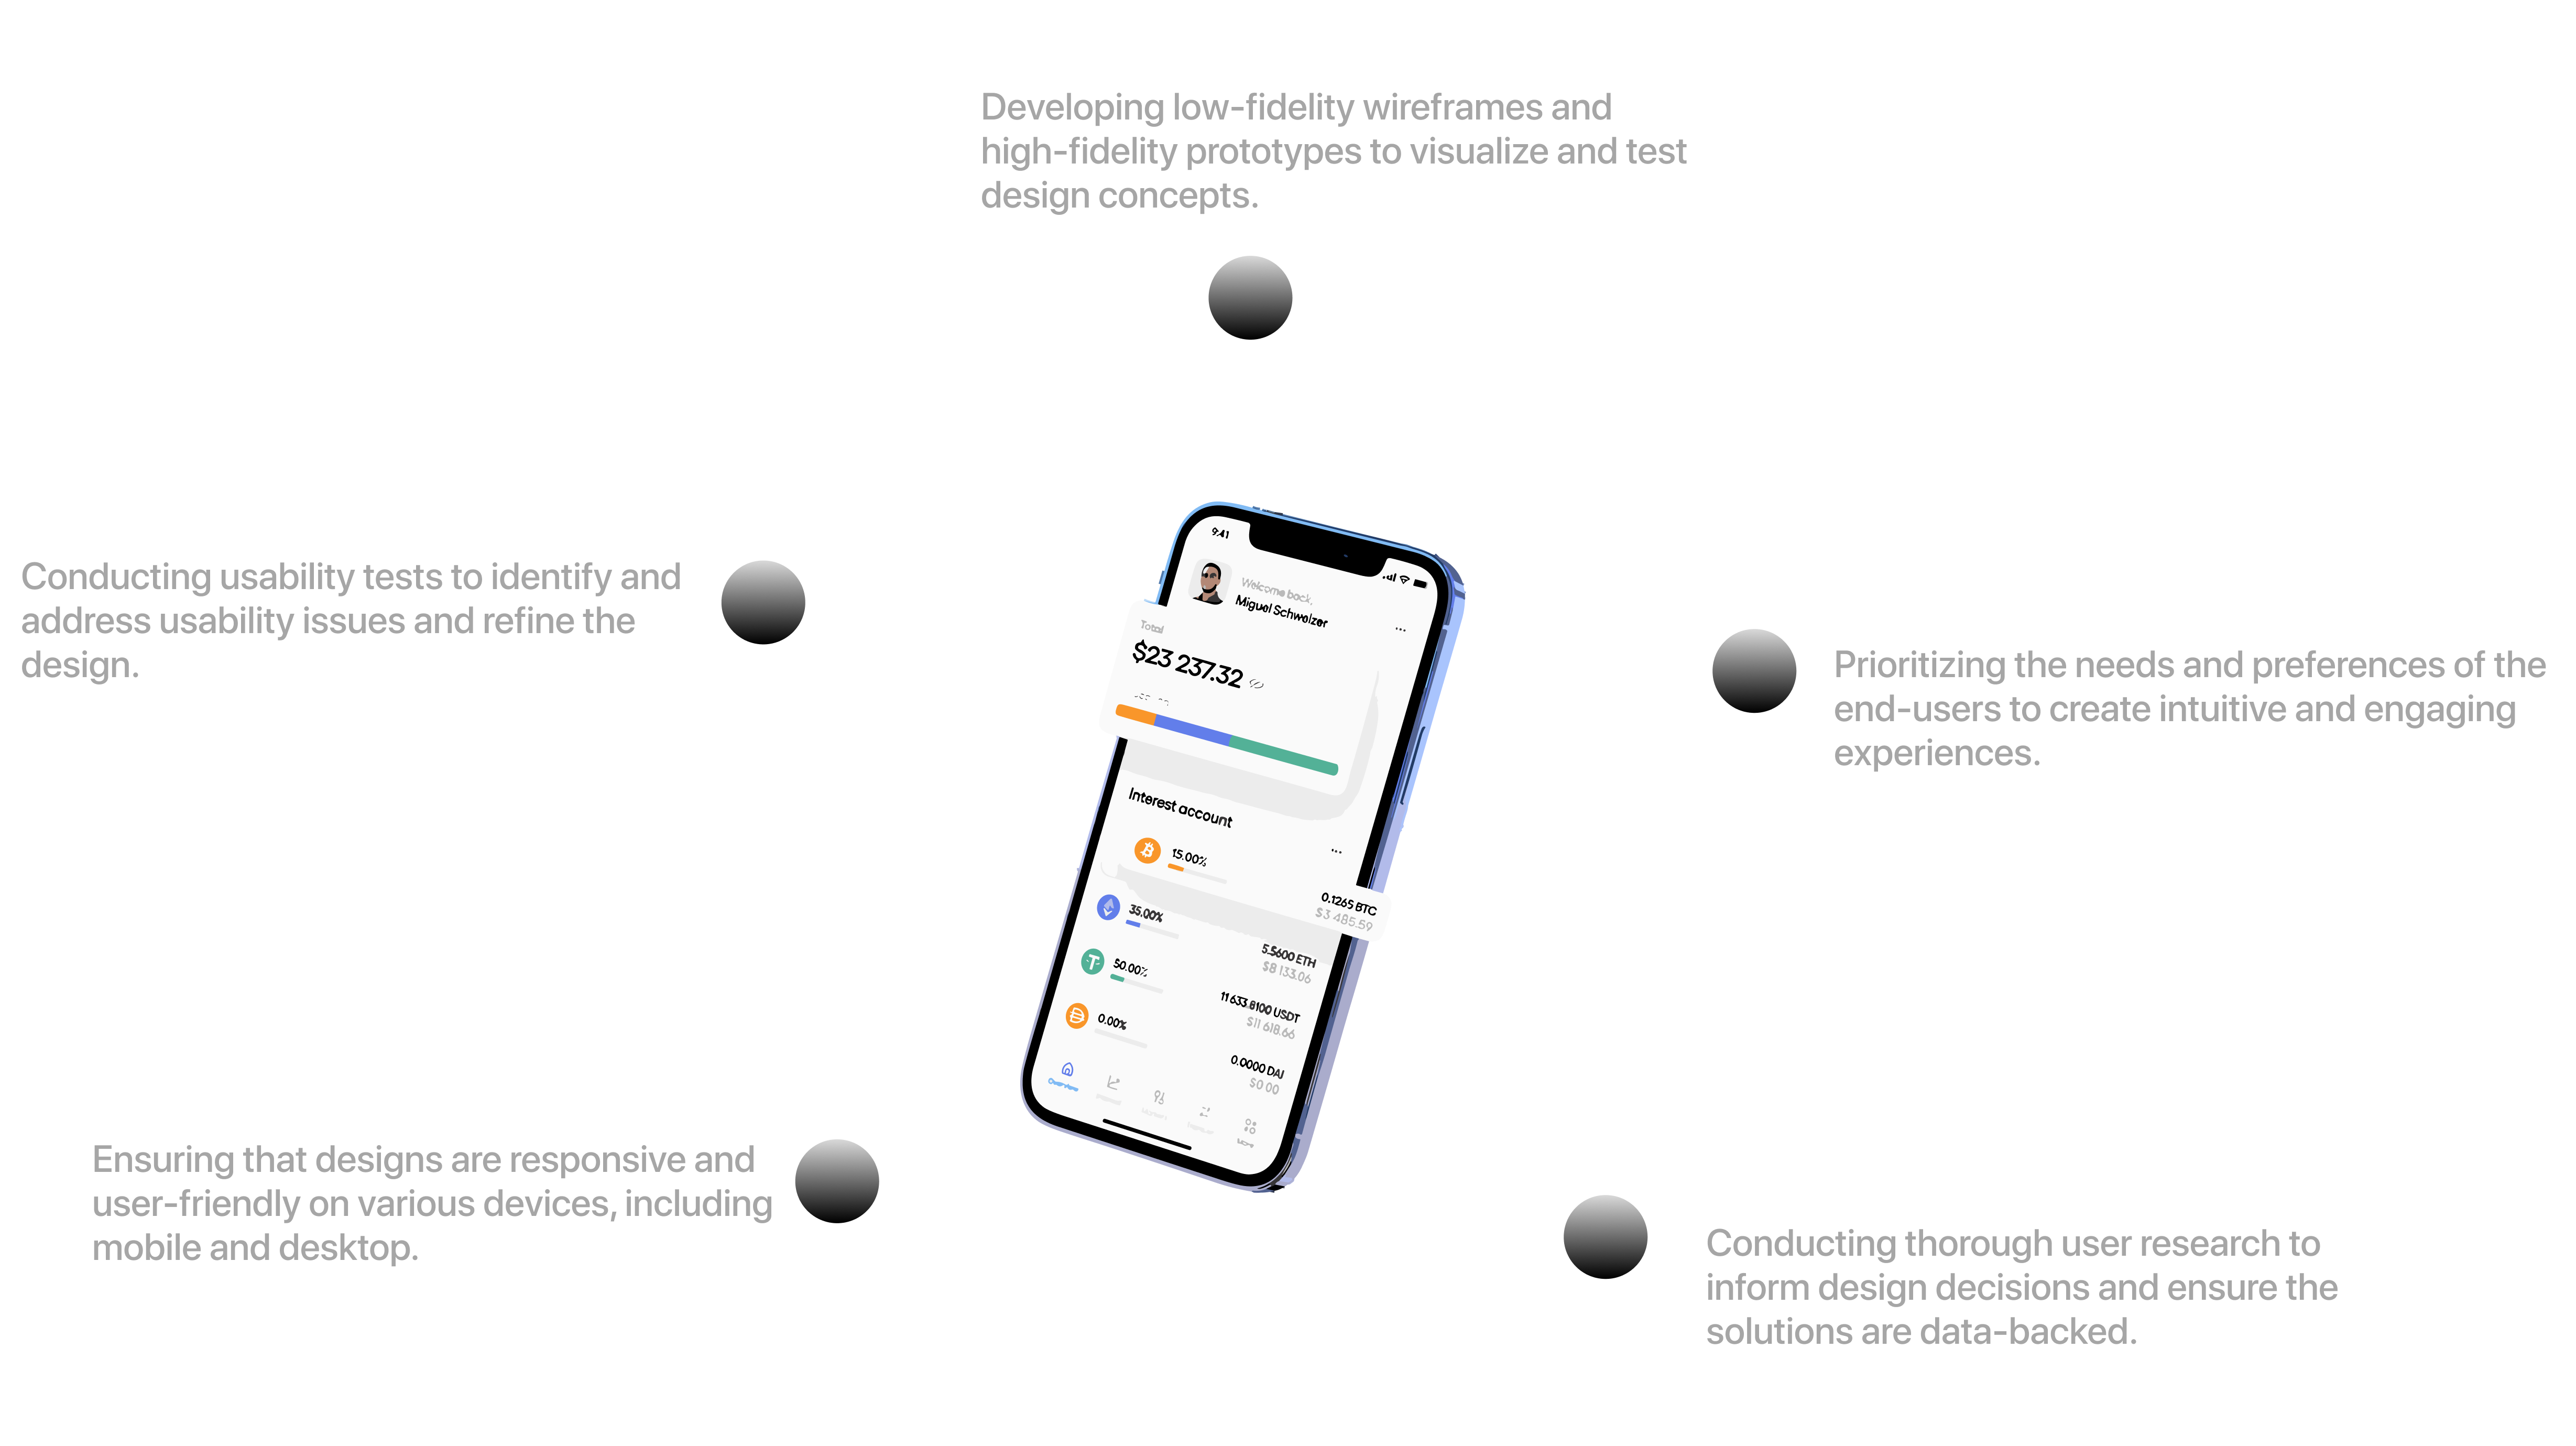 Developing low-fidelity wireframes and
high-fidelity prototypes to visualize and test
design concepts.
Conducting usability tests to identify and
address usability issues and refine the
design.
Prioritizing the needs and preferences of the
end-users to create intuitive and engaging
experiences.
Ensuring that designs are responsive and
user-friendly on various devices, including
mobile and desktop.
Conducting thorough user research to
inform design decisions and ensure the
solutions are data-backed.
9:41
Welcome back,
Miguel Schweizer
Total
$23 237.32
Interest account
15.00%
0.1265 BTC
$3 485.59
35.00%
5.5600 ETH
$8 133.06
50.00%
11 633.8100 USDT
$11 618.66
0.00%
0.0000 DAI
$0 00
Overview
More